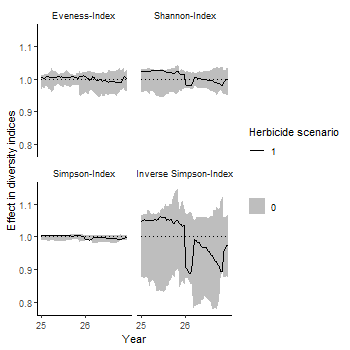 Eveness-Index
Shannon-Index
1.1
1.0
0.9
0.8
Simpson-Index
Inverse Simpson-Index
1.1
1.0
0.9
0.8
25
26
25
26
Year
Effect in diversity indices
Herbicide scenario
1
0